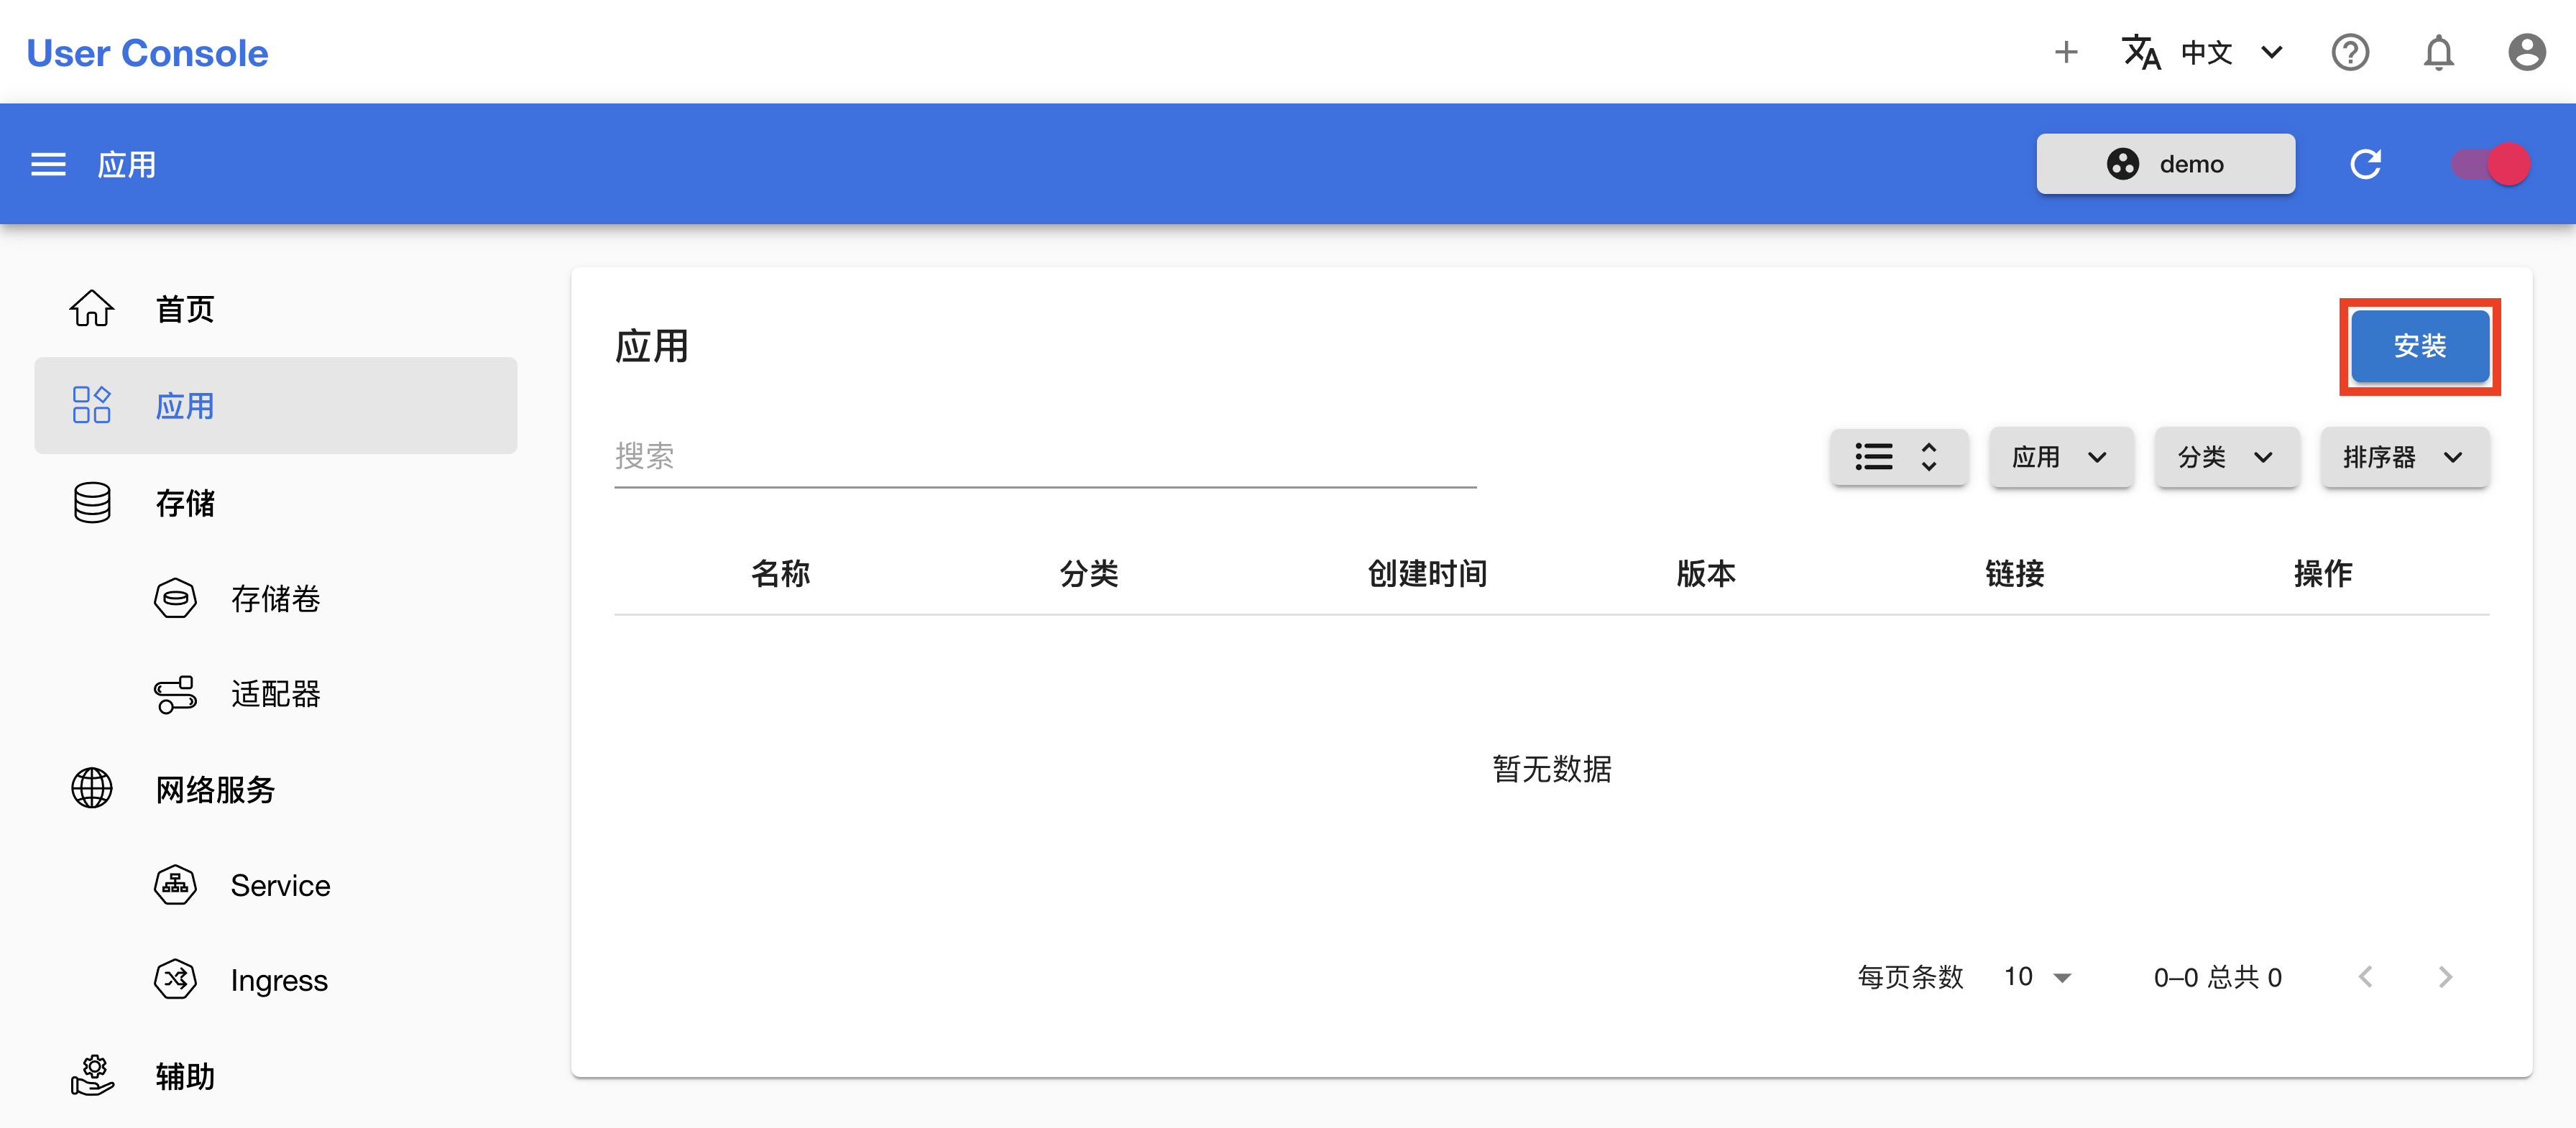 User Console
中文
应用
demo
首页
应用
存储
存储卷
适配器
网络服务
Service
Ingress
辅助
应用
安装
搜索
应用
分类
排序器
名称 分类 创建时间 版本 链接 操作
暂无数据
每页条数 10 0–0 总共 0